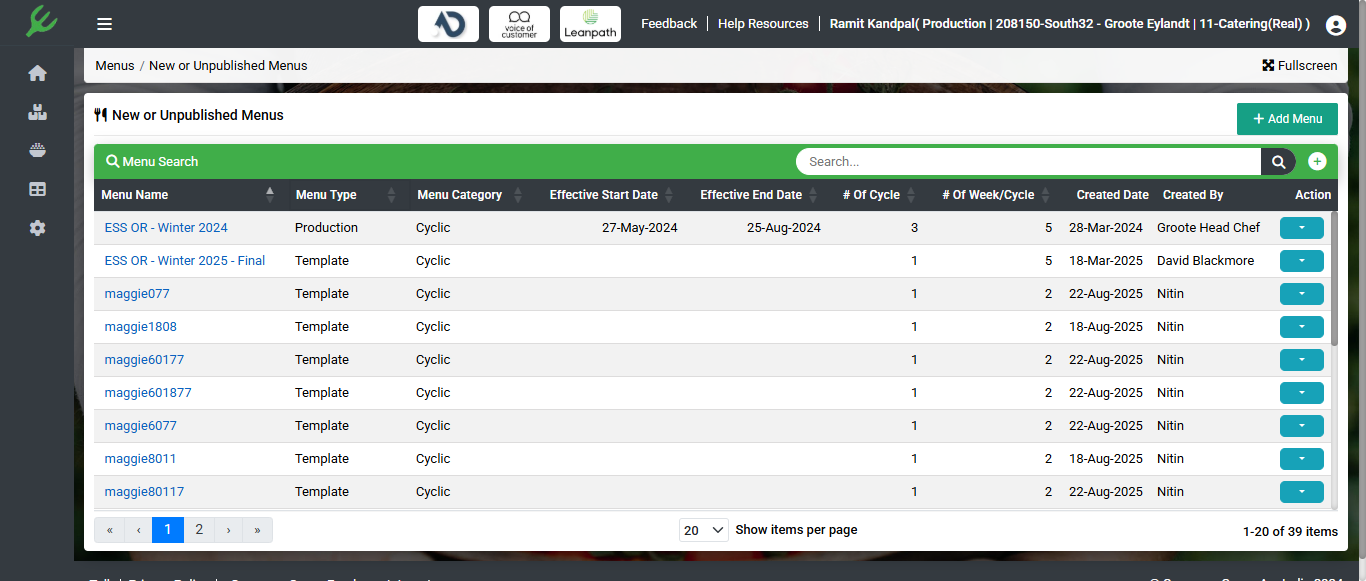 voice of customer
Leanpath
Feedback | Help Resources | Ramit Kandpal( Production | 208150-South32 - Groote Eylandt | 11-Catering(Real) )
Menus / New or Unpublished Menus
Fullscreen
New or Unpublished Menus
+ Add Menu
Menu Search
Search...
Menu Name Menu Type Menu Category Effective Start Date Effective End Date # Of Cycle # Of Week/Cycle Created Date Created By Action
ESS OR - Winter 2024 Production Cyclic 27-May-2024 25-Aug-2024 3 5 28-Mar-2024 Groote Head Chef
ESS OR - Winter 2025 - Final Template Cyclic 1 5 18-Mar-2025 David Blackmore
maggie077 Template Cyclic 1 2 22-Aug-2025 Nitin
maggie1808 Template Cyclic 1 2 18-Aug-2025 Nitin
maggie60177 Template Cyclic 1 2 22-Aug-2025 Nitin
maggie601877 Template Cyclic 1 2 22-Aug-2025 Nitin
maggie6077 Template Cyclic 1 2 22-Aug-2025 Nitin
maggie8011 Template Cyclic 1 2 18-Aug-2025 Nitin
maggie80117 Template Cyclic 1 2 22-Aug-2025 Nitin
« ‹ 1 2 › »
20 Show items per page
1-20 of 39 items